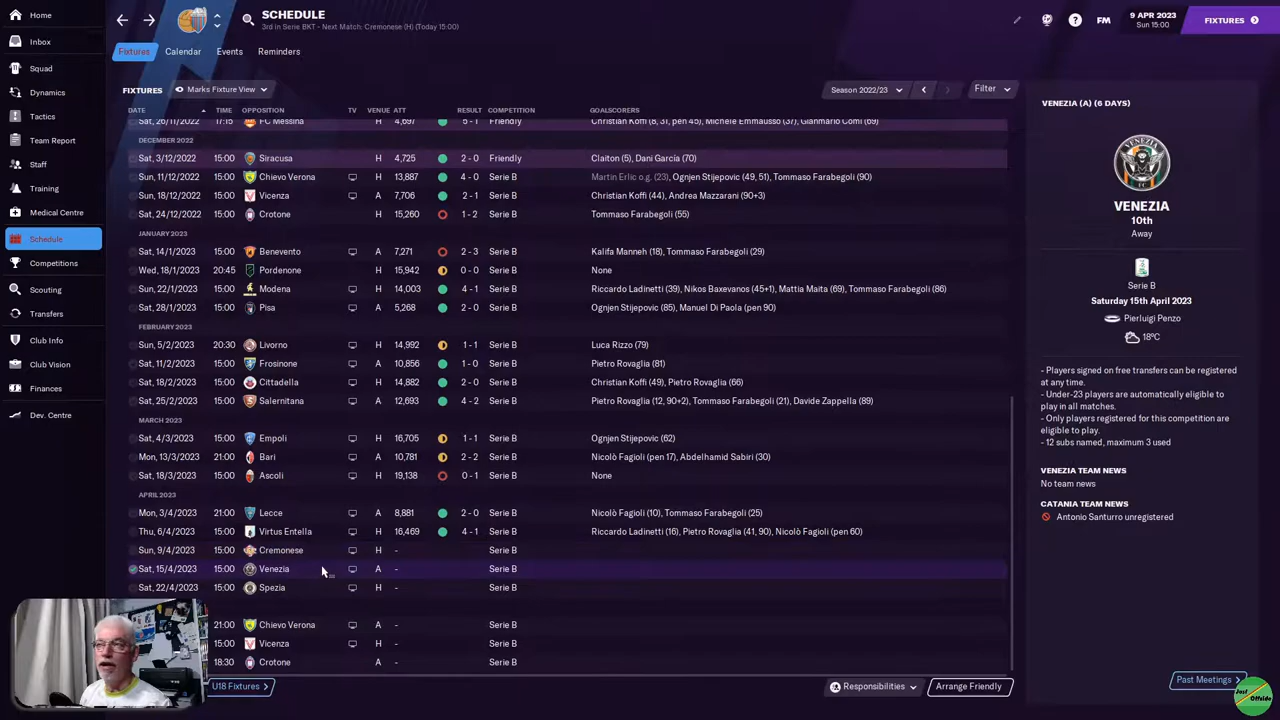 Home
Inbox
Squad
Dynamics
Tactics
Team Report
Staff
Training
Medical Centre
Schedule
Competitions
Scouting
Transfers
Club Info
Club Vision
Finances
Dev. Centre
SCHEDULE
3rd in Serie BKT - Next Match: Cremonese (H) (Today 15:00)
FM
9 APR 2023
Sun 15:00
FIXTURES
Fixtures Calendar Events Reminders
FIXTURES Marks Fixture View Season 2022/23 Filter
DATE TIME OPPOSITION TV VENUE ATT RESULT COMPETITION GOALSCORERS
Sat, 26/11/2022 17:15 FC Messina H 4,697 5 - 1 Friendly Christian Koffi (8, 31, pen 45), Michele Emmausso (37), Gianmario Comi (69)
DECEMBER 2022
Sat, 3/12/2022 15:00 Siracusa H 4,725 2 - 0 Friendly Claiton (5), Dani García (70)
Sun, 11/12/2022 15:00 Chievo Verona H 13,887 4 - 0 Serie B Martin Erlic o.g. (23), Ognjen Stijepovic (49, 51), Tommaso Farabegoli (90)
Sun, 18/12/2022 15:00 Vicenza A 7,706 2 - 1 Serie B Christian Koffi (44), Andrea Mazzarani (90+3)
Sat, 24/12/2022 15:00 Crotone H 15,260 1 - 2 Serie B Tommaso Farabegoli (55)
JANUARY 2023
Sat, 14/1/2023 15:00 Benevento A 7,271 2 - 3 Serie B Kalifa Manneh (18), Tommaso Farabegoli (29)
Wed, 18/1/2023 20:45 Pordenone H 15,942 0 - 0 Serie B None
Sun, 22/1/2023 15:00 Modena H 14,003 4 - 1 Serie B Riccardo Ladinetti (39), Nikos Baxevanos (45+1), Mattia Maita (69), Tommaso Farabegoli (86)
Sat, 28/1/2023 15:00 Pisa A 5,268 2 - 0 Serie B Ognjen Stijepovic (85), Manuel Di Paola (pen 90)
FEBRUARY 2023
Sun, 5/2/2023 20:30 Livorno H 14,992 1 - 1 Serie B Luca Rizzo (79)
Sat, 11/2/2023 15:00 Frosinone A 10,856 1 - 0 Serie B Pietro Rovaglia (81)
Sat, 18/2/2023 15:00 Cittadella H 14,882 2 - 0 Serie B Christian Koffi (49), Pietro Rovaglia (66)
Sat, 25/2/2023 15:00 Salernitana A 12,693 4 - 2 Serie B Pietro Rovaglia (12, 90+2), Tommaso Farabegoli (21), Davide Zappella (89)
MARCH 2023
Sat, 4/3/2023 15:00 Empoli H 16,705 1 - 1 Serie B Ognjen Stijepovic (62)
Mon, 13/3/2023 21:00 Bari A 10,781 2 - 2 Serie B Nicolò Fagioli (pen 17), Abdelhamid Sabiri (30)
Sat, 18/3/2023 15:00 Ascoli H 19,138 0 - 1 Serie B None
APRIL 2023
Mon, 3/4/2023 21:00 Lecce A 8,881 2 - 0 Serie B Nicolò Fagioli (10), Tommaso Farabegoli (25)
Thu, 6/4/2023 15:00 Virtus Entella H 16,469 4 - 1 Serie B Riccardo Ladinetti (16), Pietro Rovaglia (41, 90), Nicolò Fagioli (pen 60)
Sun, 9/4/2023 15:00 Cremonese H - Serie B
Sat, 15/4/2023 15:00 Venezia A - Serie B
Sat, 22/4/2023 15:00 Spezia H - Serie B
21:00 Chievo Verona A - Serie B
15:00 Vicenza H - Serie B
18:30 Crotone A - Serie B
U18 Fixtures Responsibilities Arrange Friendly
VENEZIA (A) (6 DAYS)
VENEZIA
10th
Away
Serie B
Saturday 15th April 2023
Pierluigi Penzo
18°C
- Players signed on free transfers can be registered
at any time.
- Under-23 players are automatically eligible to
play in all matches.
- Only players registered for this competition are
eligible to play.
- 12 subs named, maximum 3 used
VENEZIA TEAM NEWS
No team news
CATANIA TEAM NEWS
Antonio Santurro unregistered
Past Meetings
Just
Offside